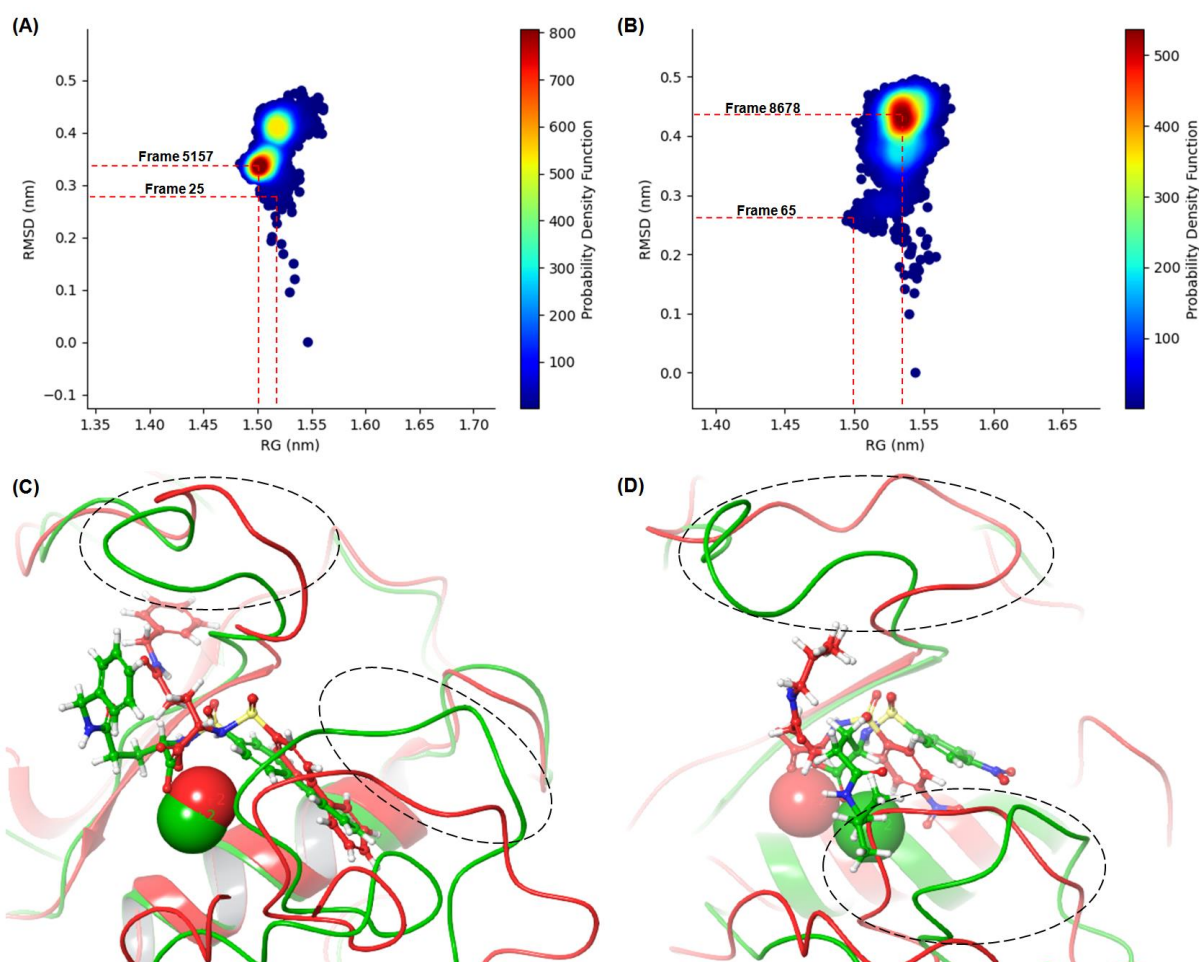 (A)
800
700
600
500
400
300
200
100
Probability Density Function
0.5
0.4
0.3
0.2
0.1
0.0
−0.1
RMSD (nm)
Frame 5157
Frame 25
1.35 1.40 1.45 1.50 1.55 1.60 1.65 1.70
RG (nm)
(B)
500
400
300
200
100
Probability Density Function
0.5
0.4
0.3
0.2
0.1
0.0
RMSD (nm)
Frame 8678
Frame 65
1.40 1.45 1.50 1.55 1.60 1.65
RG (nm)
(C)
(D)